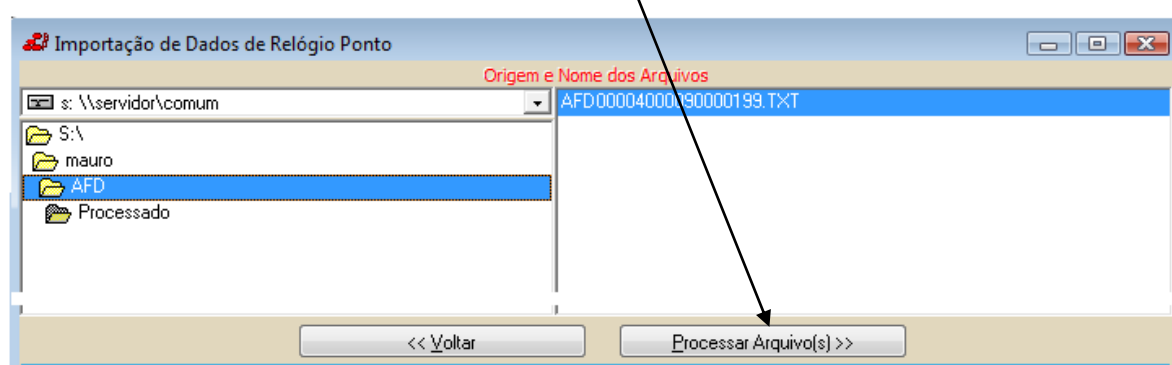 Importação de Dados de Relógio Ponto
Origem e Nome dos Arquivos
s: \\servidor\comum
AFD00004000090000199.TXT
S:\
mauro
AFD
Processado
<< Voltar
Processar Arquivo(s) >>